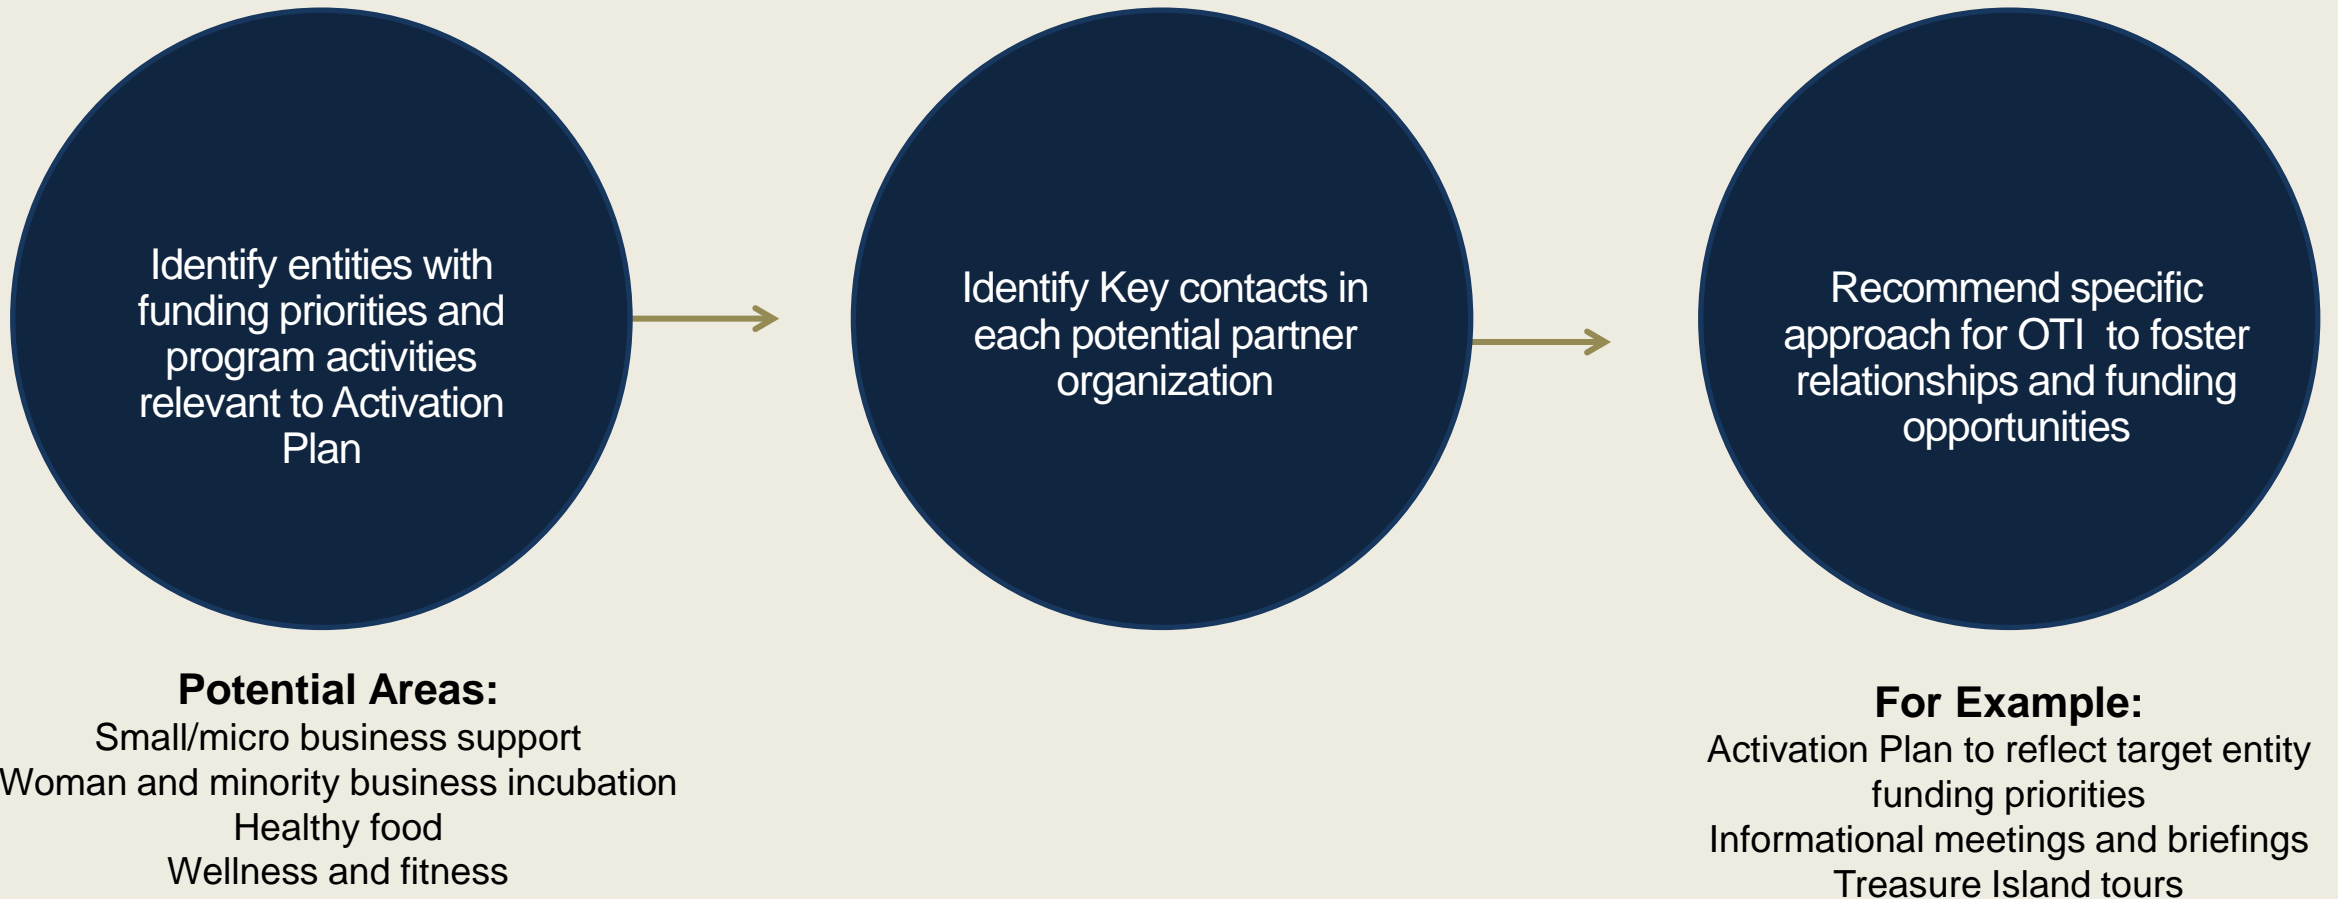 Identify entities with
funding priorities and
program activities
relevant to Activation
Plan
Identify Key contacts in
each potential partner
organization
Recommend specific
approach for OTI  to foster
relationships and funding
opportunities
Potential Areas:
Small/micro business support
Woman and minority business incubation
Healthy food
Wellness and fitness
For Example:
Activation Plan to reflect target entity
funding priorities
Informational meetings and briefings
Treasure Island tours